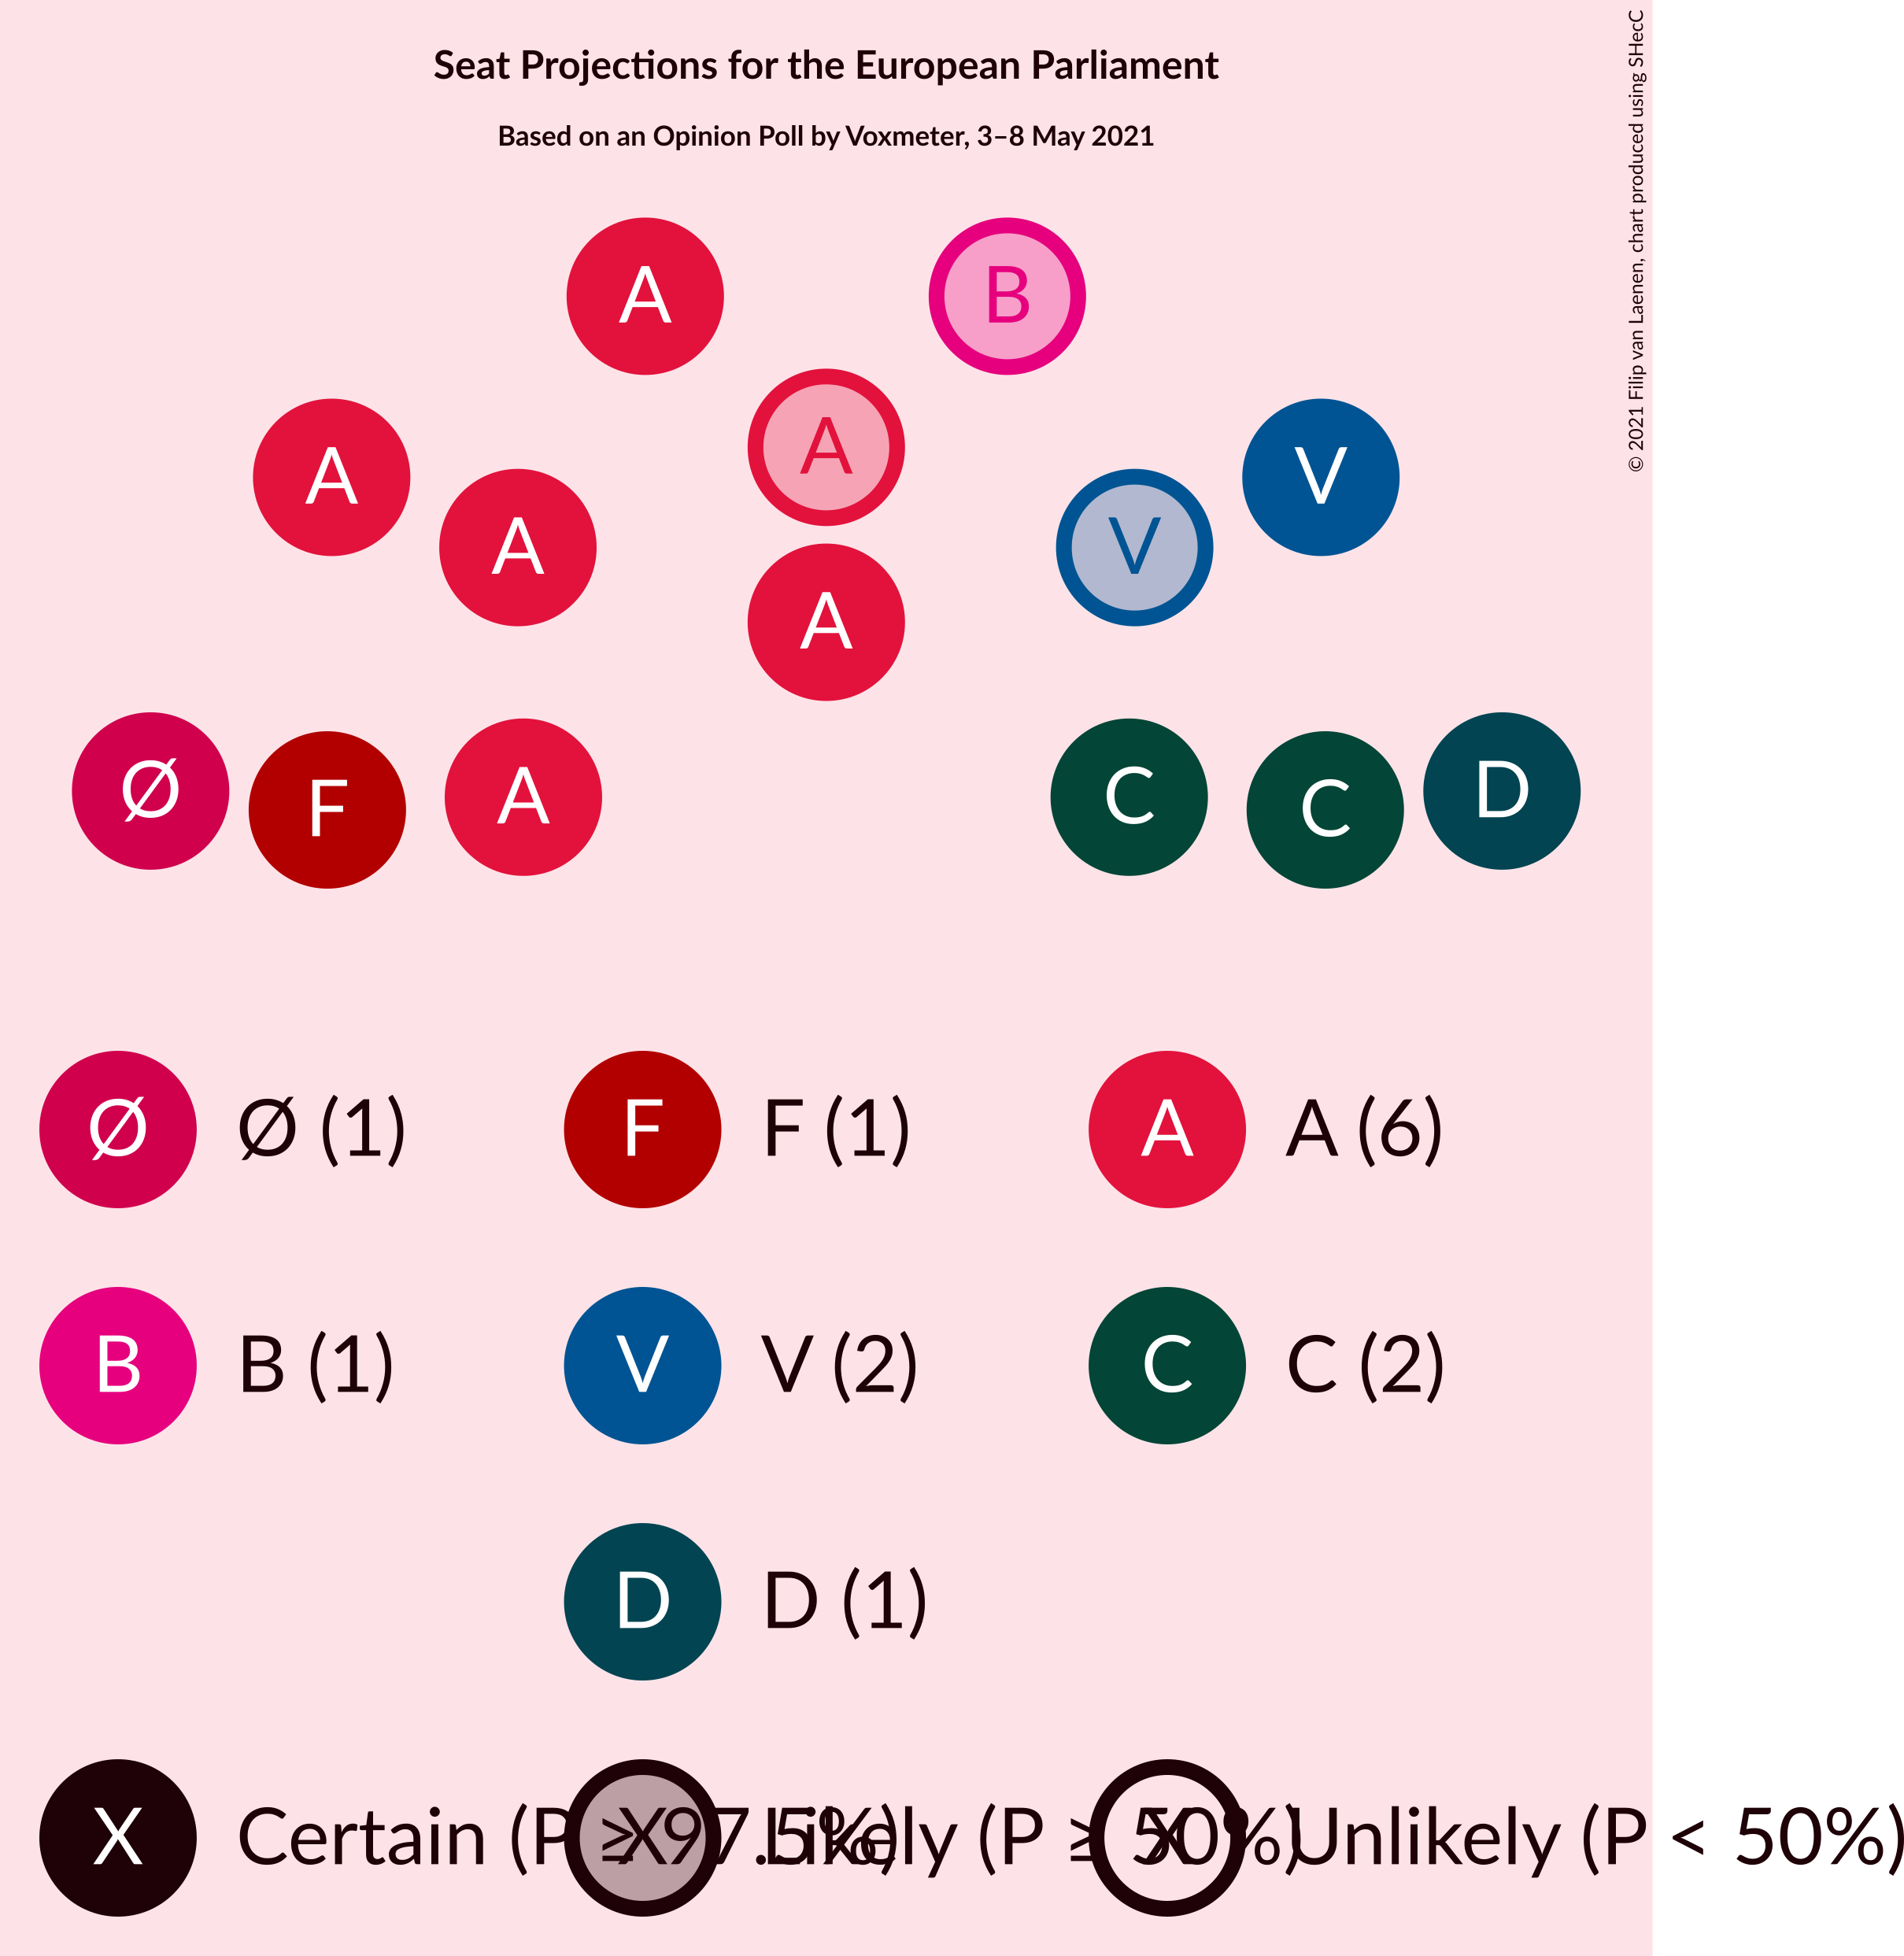 Seat Projections for the European Parliament
Based on an Opinion Poll by Voxmeter, 3–8 May 2021
© 2021 Filip van Laenen, chart produced using SHecC
A B
A
A V
A V
A
Ø D
A C
F C
Ø Ø (1) F F (1) A A (6)
B B (1) V V (2) C C (2)
D D (1)
X Certain (P ≥ 97.5%) X Likely (P ≥ 50%) X Unlikely (P < 50%)